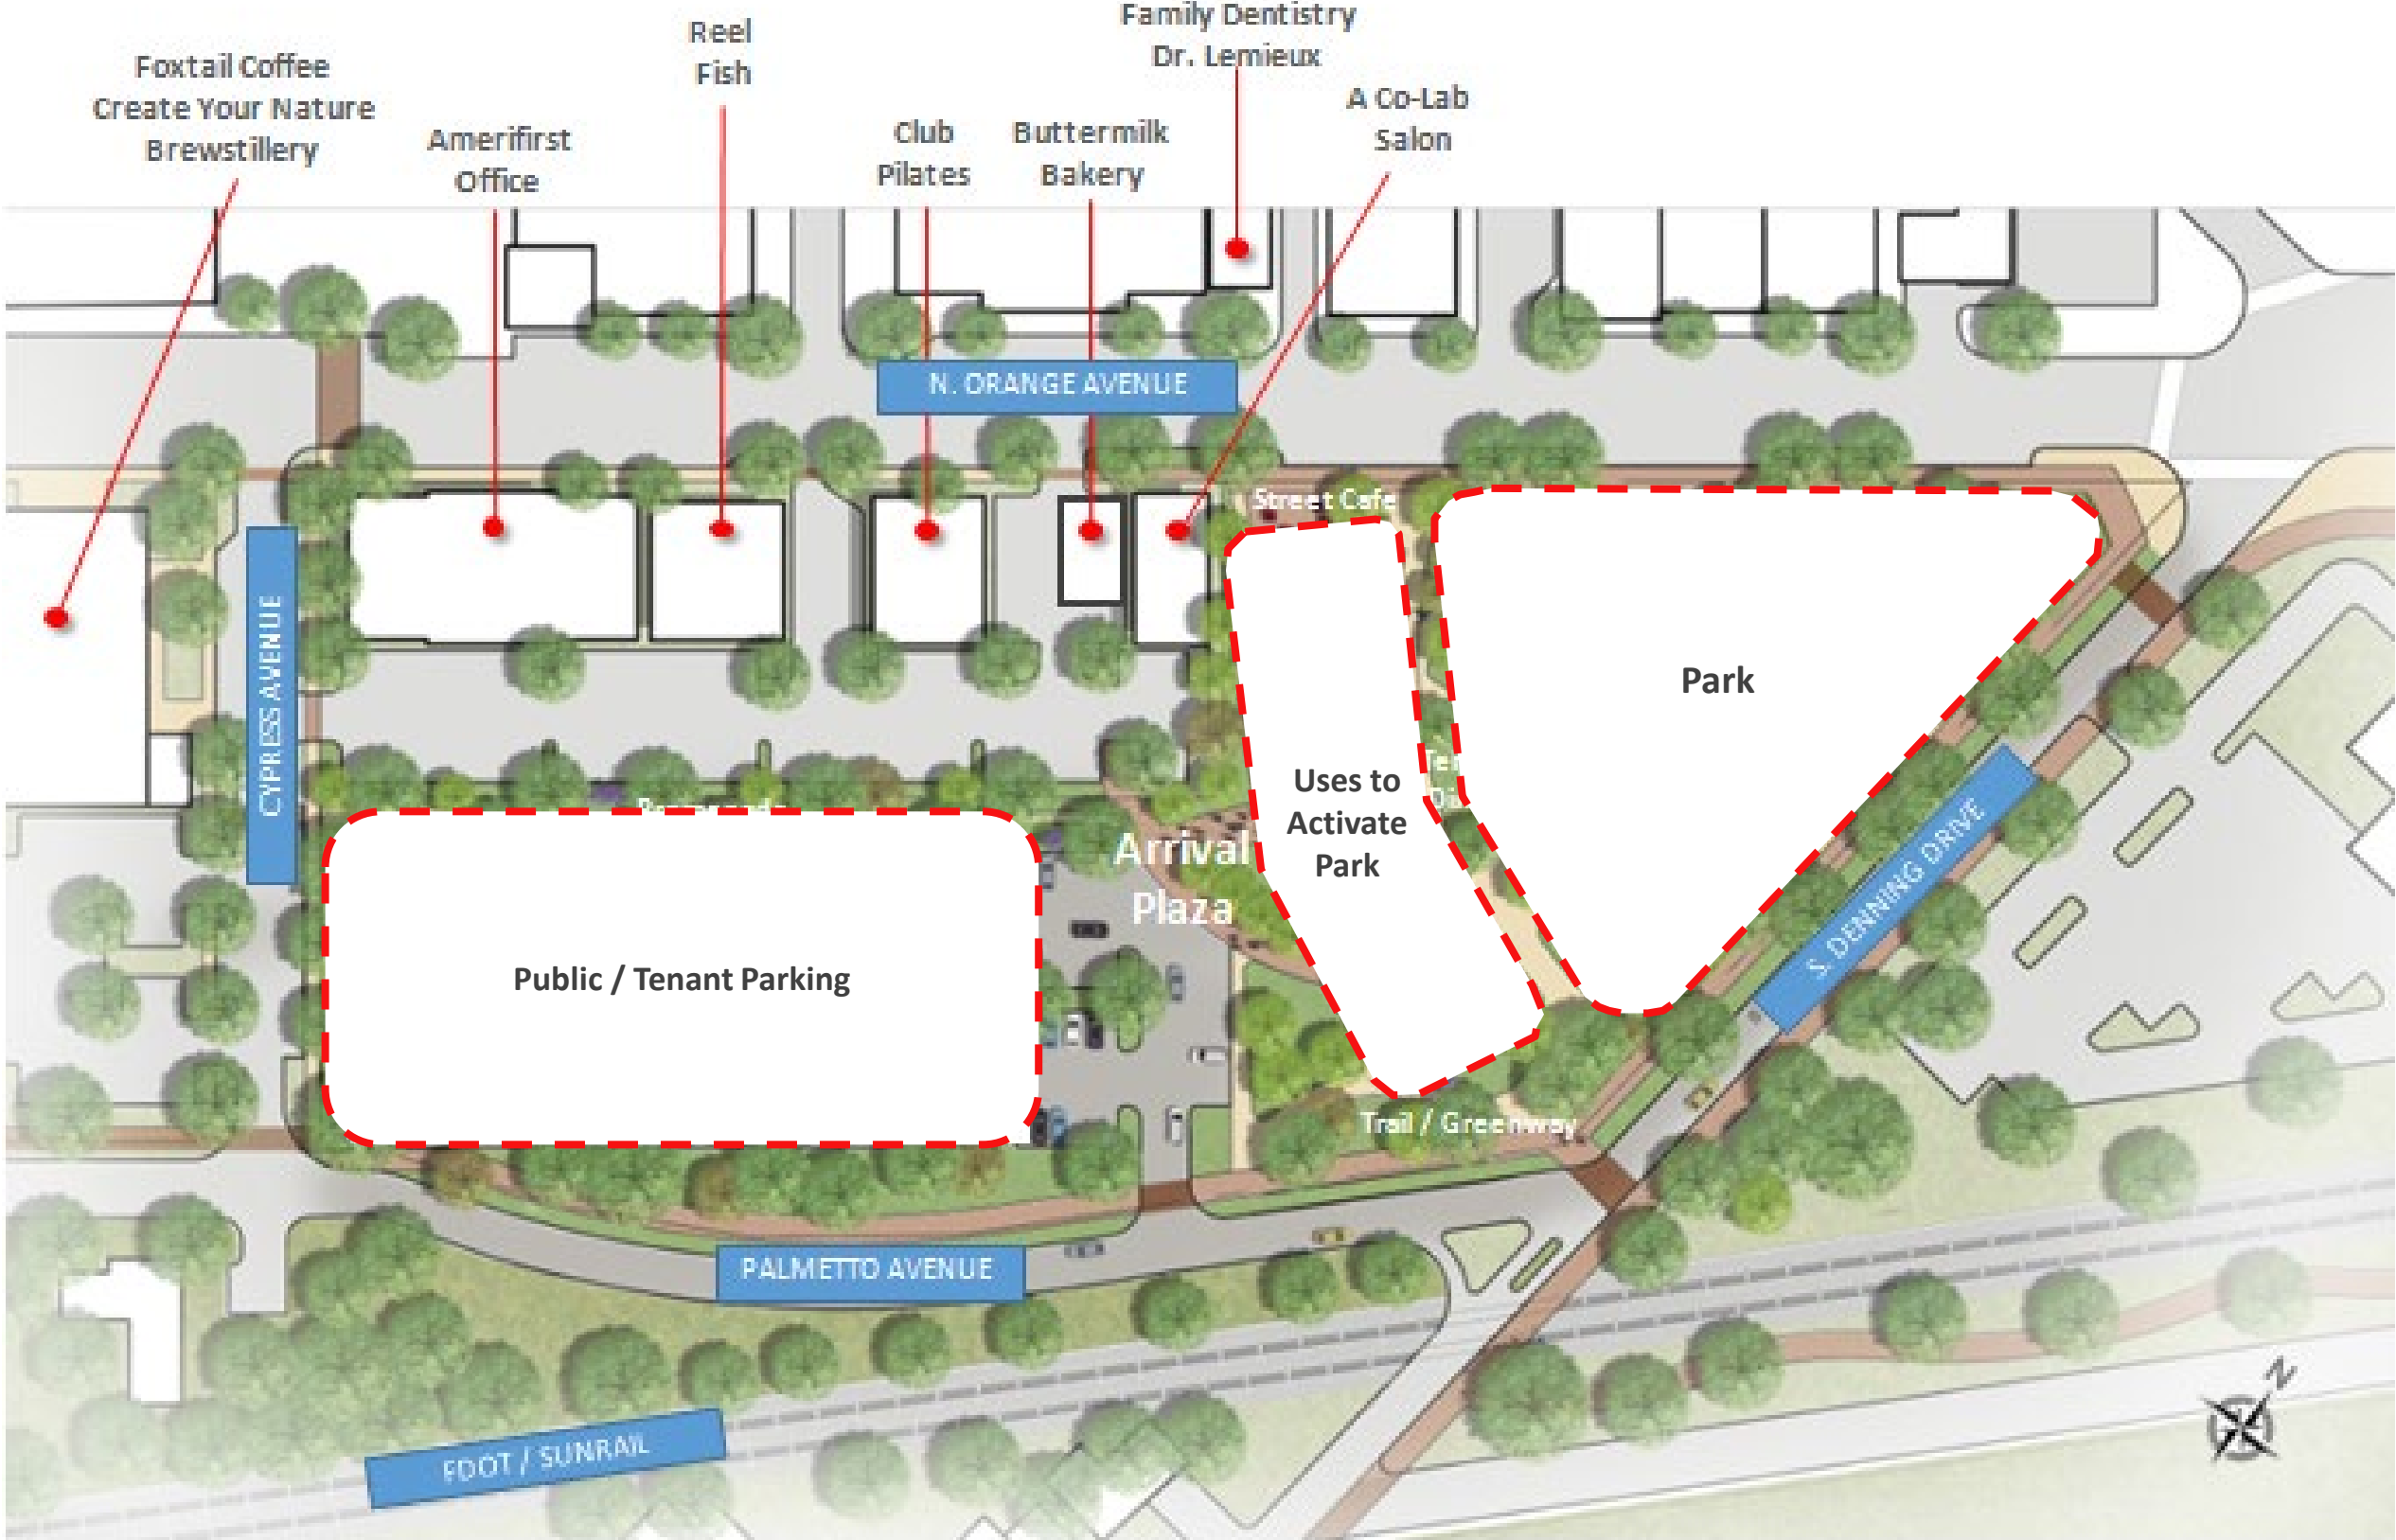 Family Dentistry
Dr. Lemieux
Reel
Fish
Foxtail Coffee
Create Your Nature
Brewstillery
A Co-Lab
Salon
Amerifirst
Office
Club
Pilates
Buttermilk
Bakery
N. ORANGE AVENUE
Street Cafe
CYPRESS AVENUE
Park
Uses to
Activate
Park
Arrival
Plaza
S. DENNING DRIVE
Public / Tenant Parking
Trail / Greenway
PALMETTO AVENUE
FDOT / SUNRAIL
N